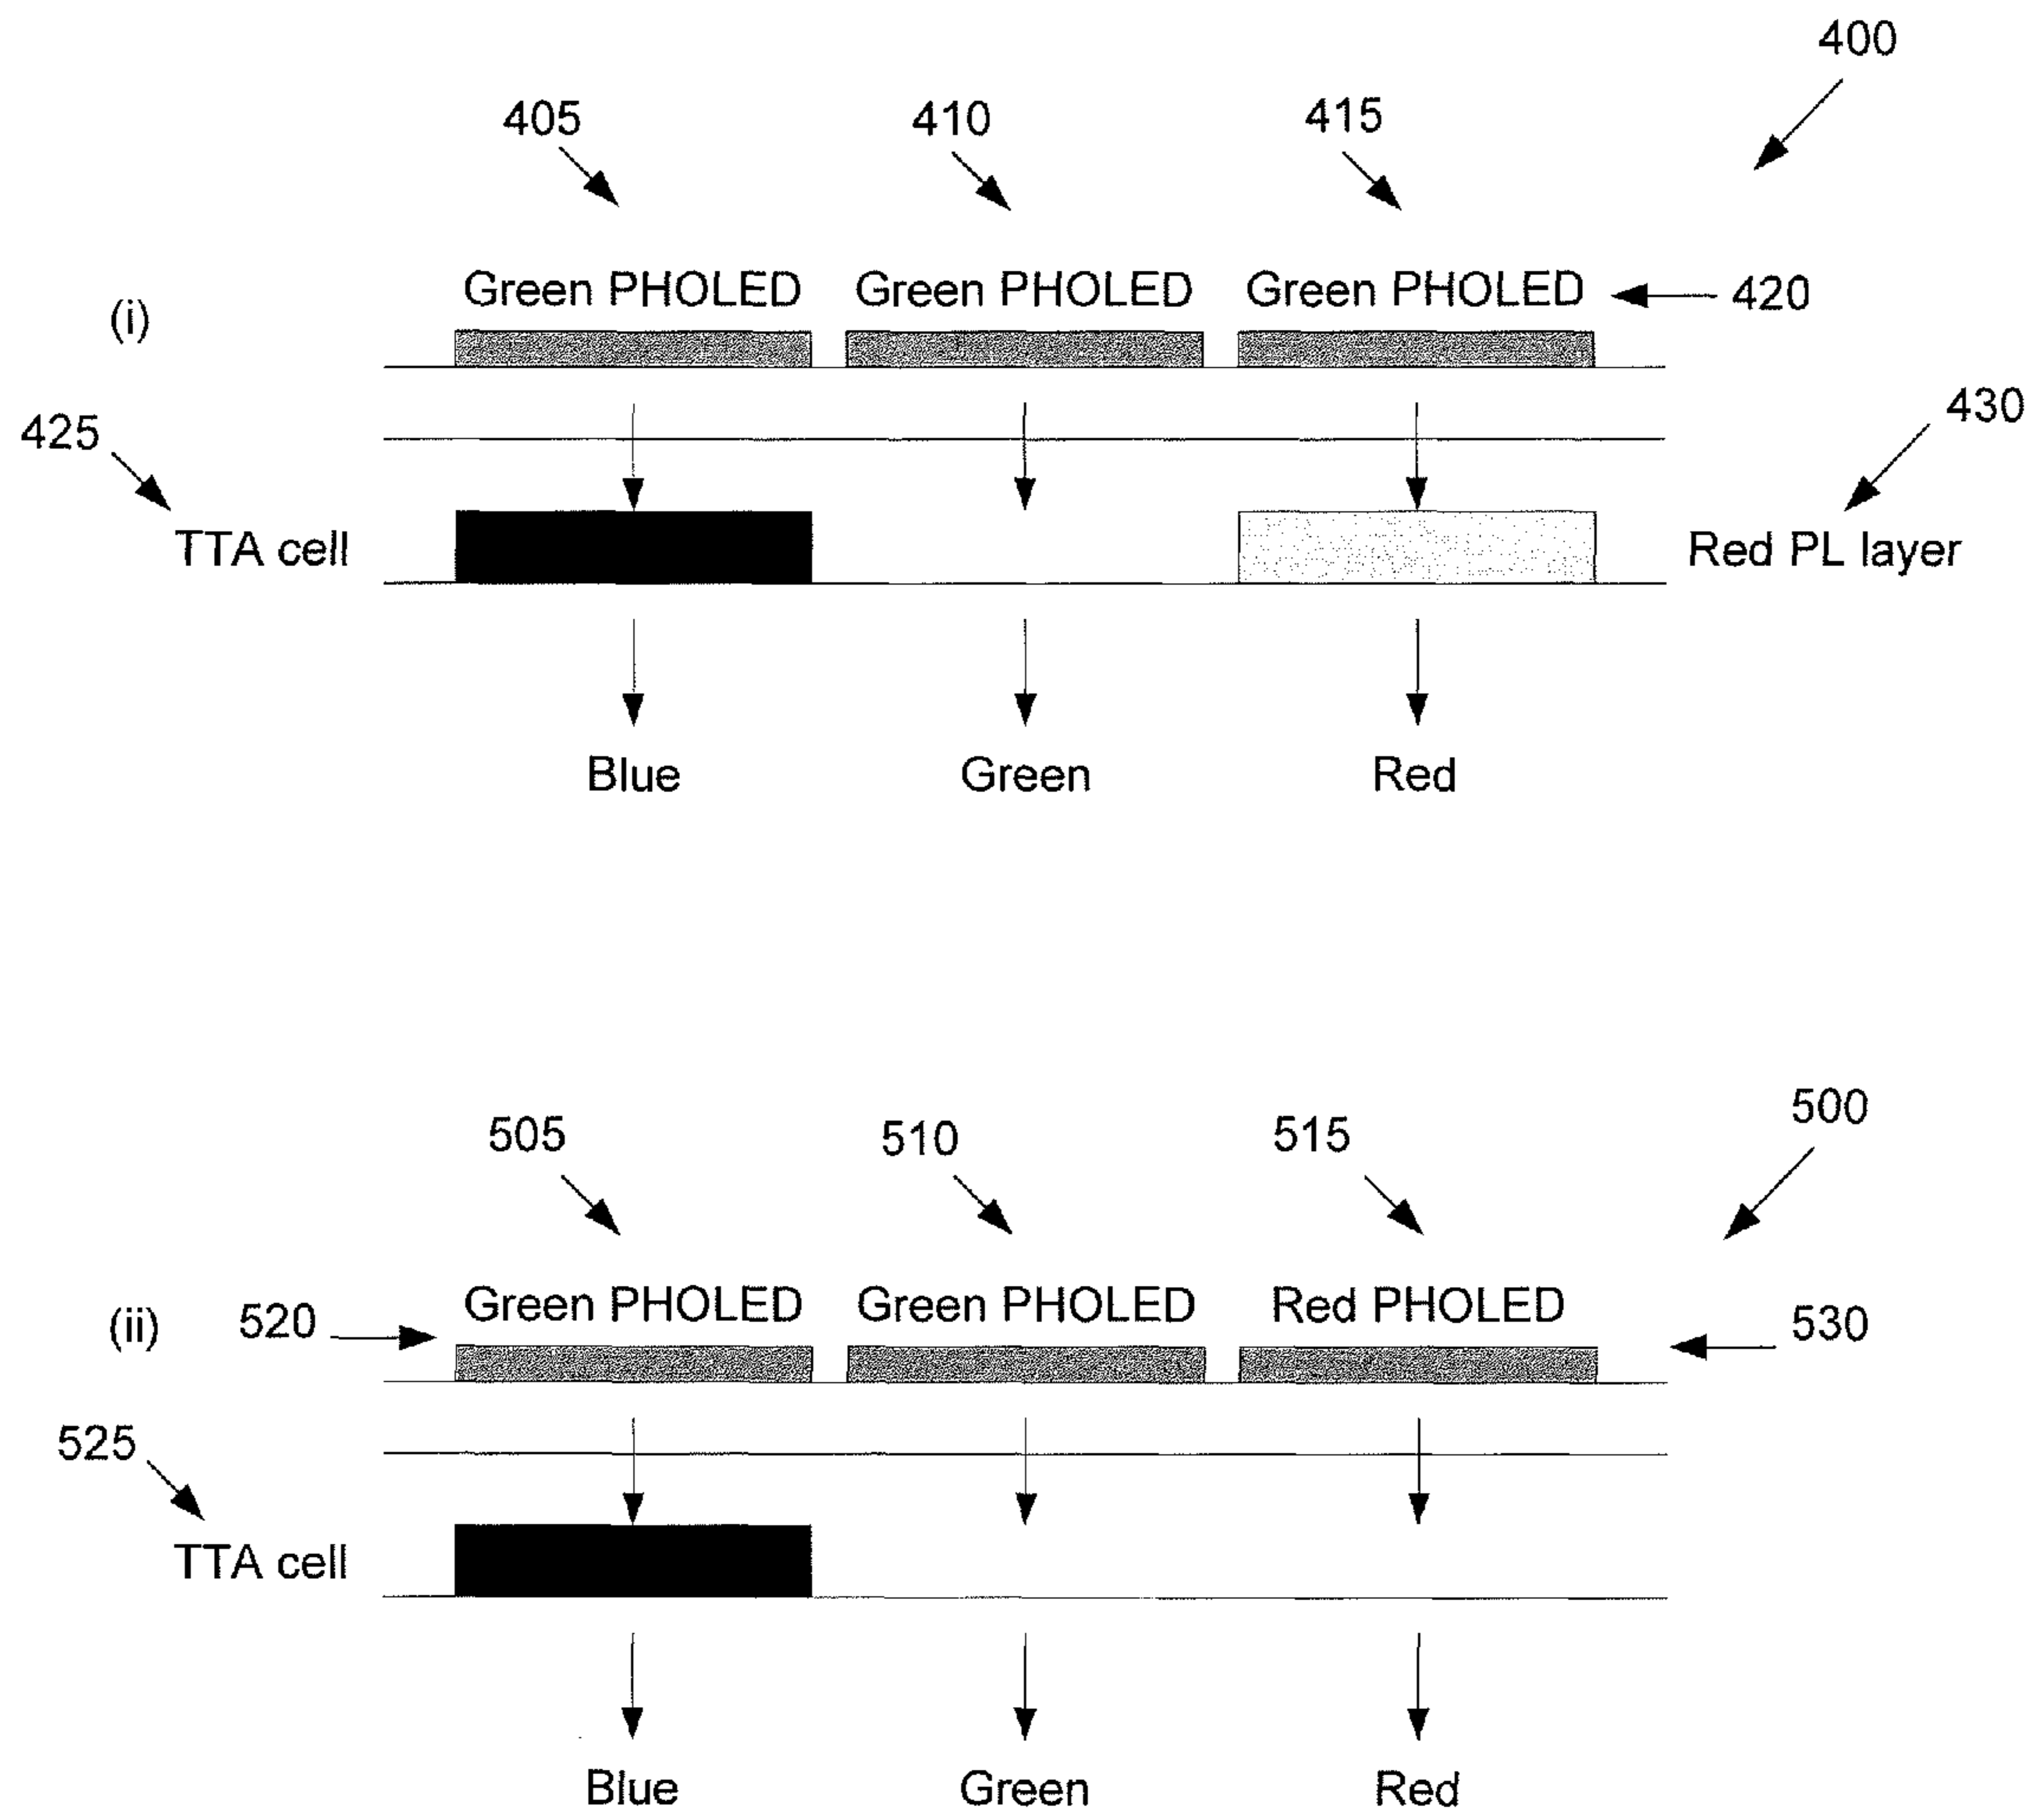 400
405 410 415
Green PHOLED Green PHOLED Green PHOLED 420
(i)
425 430
TTA cell Red PL layer
Blue Green Red
500
505 510 515
Green PHOLED Green PHOLED Red PHOLED
(ii) 520 530
525
TTA cell
Blue Green Red